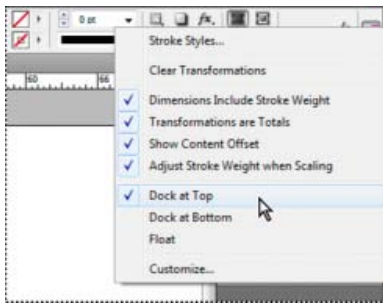 0 pt
Stroke Styles...
60 66
Clear Transformations
Dimensions Include Stroke Weight
Transformations are Totals
Show Content Offset
Adjust Stroke Weight when Scaling
Dock at Top
Dock at Bottom
Float
Customize...